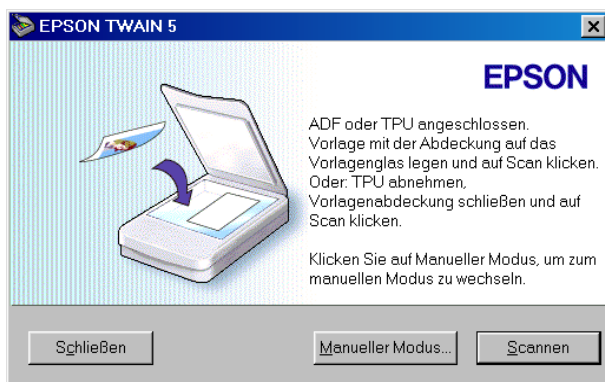 EPSON TWAIN 5
EPSON
ADF oder TPU angeschlossen.
Vorlage mit der Abdeckung auf das
Vorlagenglas legen und auf Scan klicken.
Oder: TPU abnehmen,
Vorlagenabdeckung schließen und auf
Scan klicken.
Klicken Sie auf Manueller Modus, um zum
manuellen Modus zu wechseln.
Schließen
Manueller Modus...
Scannen